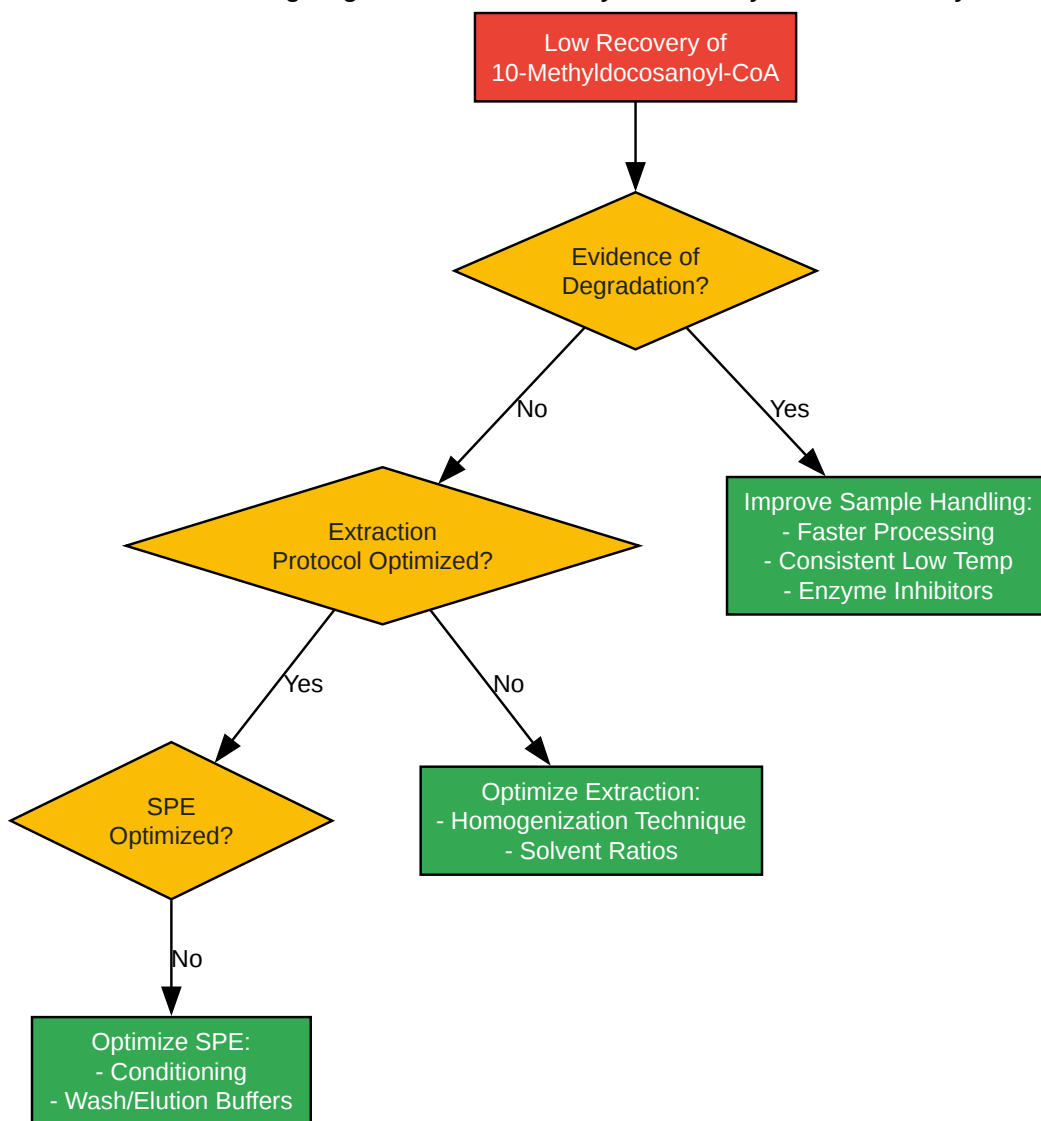 Low Recovery of
10-Methyldocosanoyl-CoA
Evidence of
Degradation?
No
Yes
Extraction
Protocol Optimized?
Improve Sample Handling:
- Faster Processing
- Consistent Low Temp
- Enzyme Inhibitors
Yes
No
SPE
Optimized?
Optimize Extraction:
- Homogenization Technique
- Solvent Ratios
No
Optimize SPE:
- Conditioning
- Wash/Elution Buffers